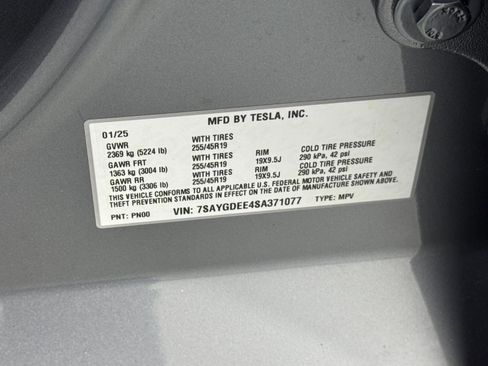 MFD BY TESLA, INC.
01/25
GVWR WITH TIRES RIM COLD TIRE PRESSURE
2369 kg (5224 lb) 255/45R19 19X9.5J 290 kPa, 42 psi
GAWR FRT WITH TIRES RIM COLD TIRE PRESSURE
1363 kg (3004 lb) 255/45R19 19X9.5J 290 kPa, 42 psi
GAWR RR WITH TIRES
1500 kg (3306 lb) 255/45R19
THIS VEHICLE CONFORMS TO ALL APPLICABLE U.S. FEDERAL MOTOR VEHICLE SAFETY, BUMPER, AND
THEFT PREVENTION STANDARDS IN EFFECT ON THE DATE OF MANUFACTURE SHOWN ABOVE.
PNT: PN00 VIN: 7SAYGDEE4SA371077 TYPE: MPV